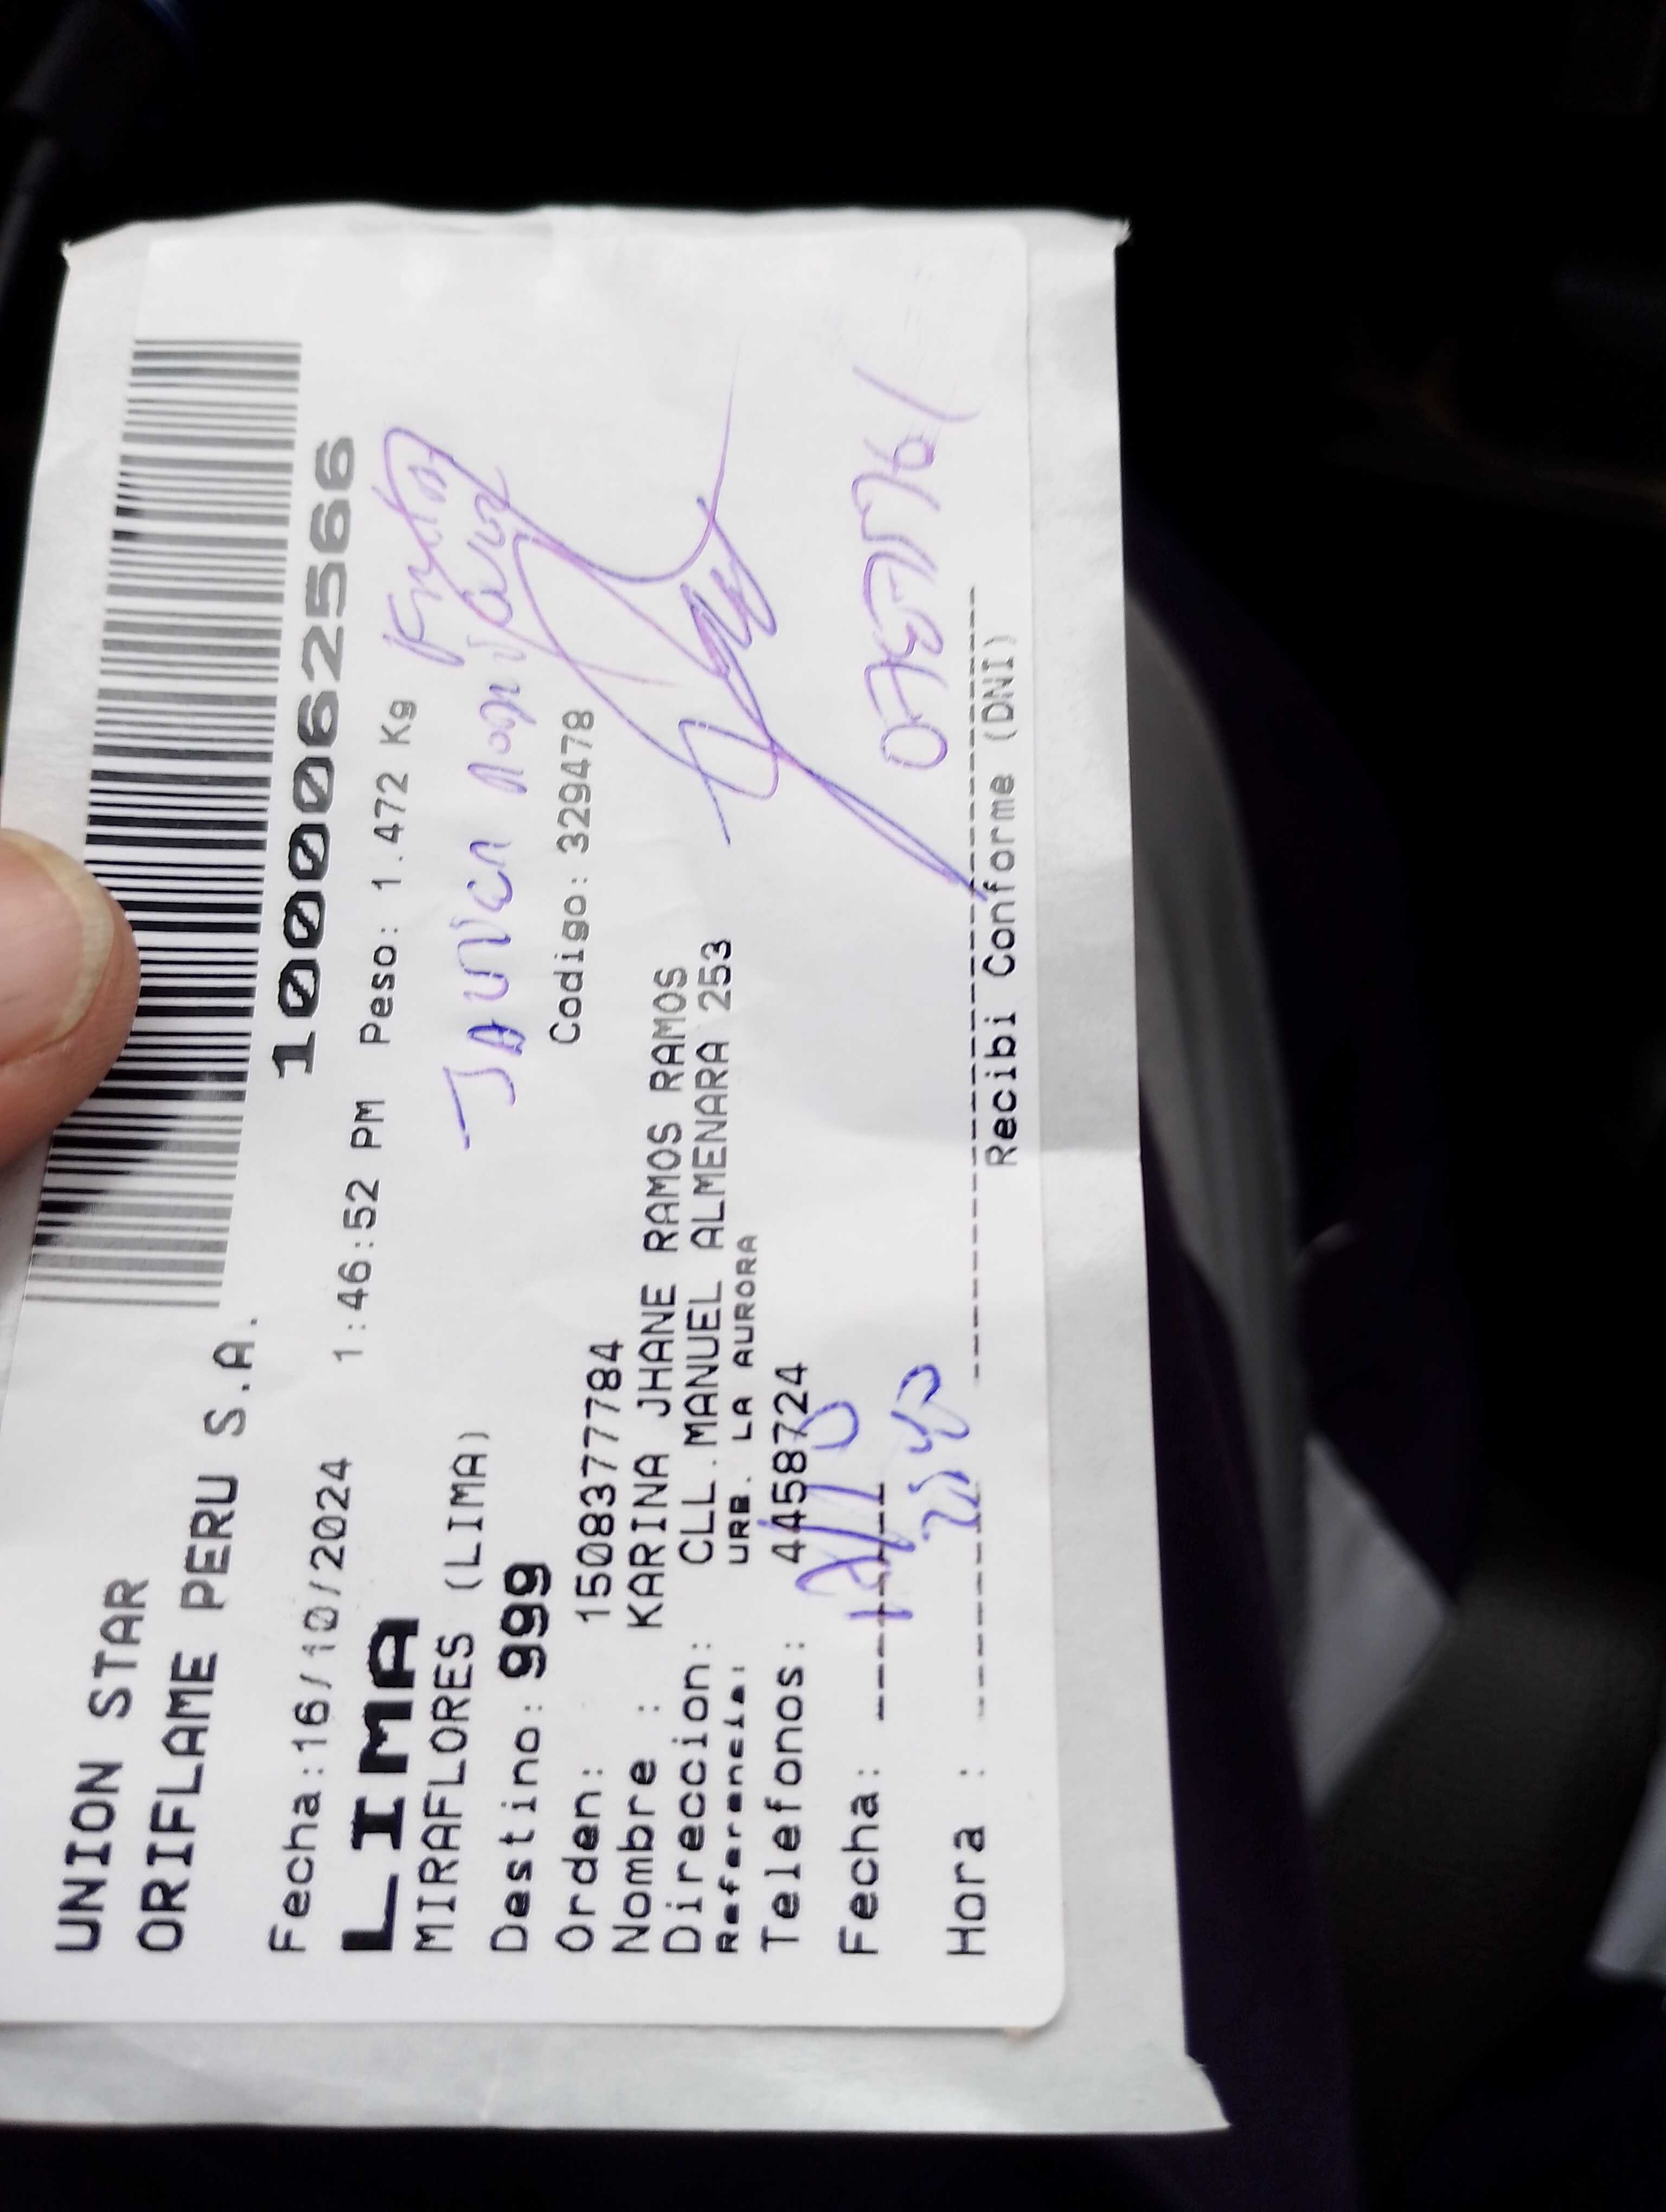 UNION STAR
ORIFLAME PERU S.A.
1000062566
Fecha:16/10/2024 1:46:52 PM Peso: 1.472 Kg
LIMA
MIRAFLORES (LIMA)
Destino: 999 Codigo: 329478
Orden: 150837784
Nombre : KARINA JHANE RAMOS RAMOS
Direccion: CLL.MANUEL ALMENARA 253
Referencia: URB. LA AURORA
Telefonos: 4458724
Fecha:
Hora :
Recibi Conforme (DNI)